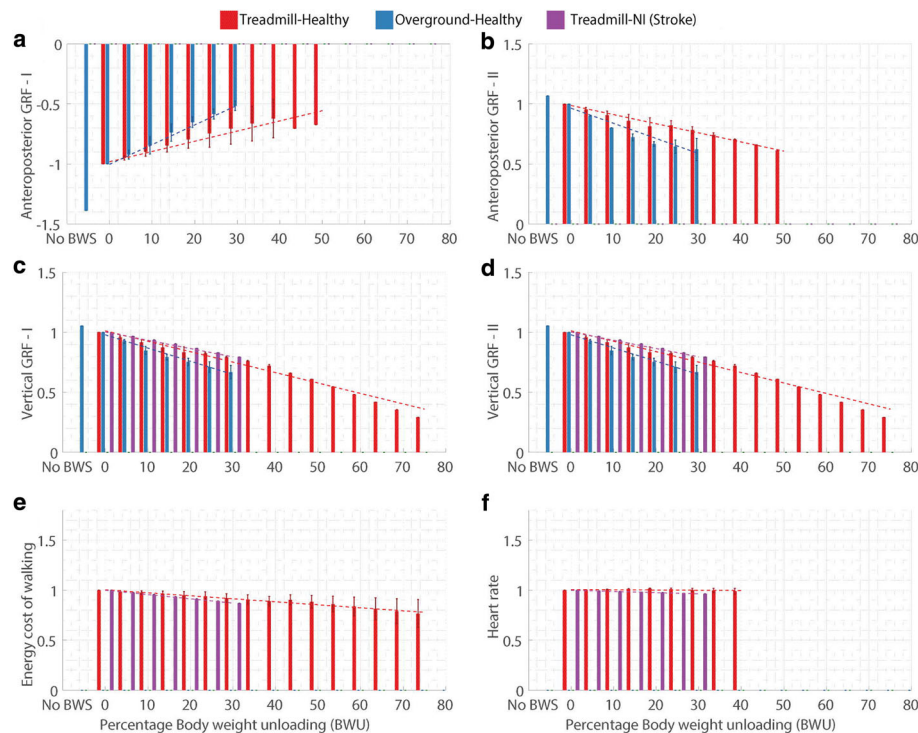 Treadmill-Healthy Overground-Healthy Treadmill-NI (Stroke)
a b
Anteroposterior GRF - I
0
-0.5
-1
-1.5
No BWS 0 10 20 30 40 50 60 70 80
Anteroposterior GRF - II
1.5
1
0.5
0
No BWS 0 10 20 30 40 50 60 70 80
c d
Vertical GRF - I
1.5
1
0.5
0
No BWS 0 10 20 30 40 50 60 70 80
Vertical GRF - II
1.5
1
0.5
0
No BWS 0 10 20 30 40 50 60 70 80
e f
Energy cost of walking
1.5
1
0.5
0
No BWS 0 10 20 30 40 50 60 70 80
Percentage Body weight unloading (BWU)
Heart rate
1.5
1
0.5
0
No BWS 0 10 20 30 40 50 60 70 80
Percentage Body weight unloading (BWU)